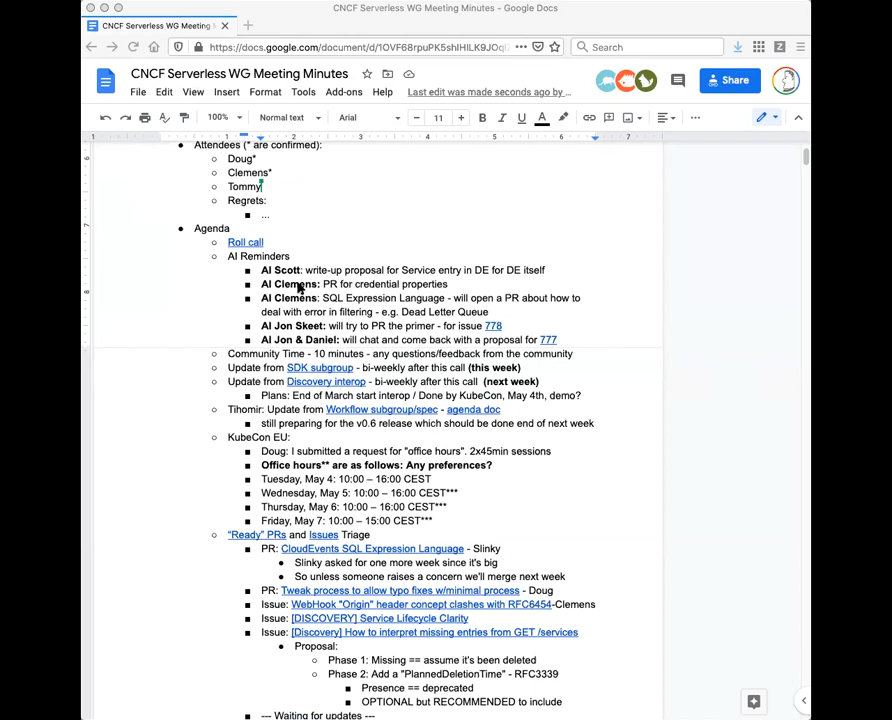 CNCF Serverless WG Meeting Minutes - Google Docs
CNCF Serverless WG Meeting
https://docs.google.com/document/d/1OVF68rpuPK5shIHILK9JOql
Search
CNCF Serverless WG Meeting Minutes
File Edit View Insert Format Tools Add-ons Help Last edit was made seconds ago by ...
Share
100% Normal text Arial 11
1 1 2 3 4 5 6 7
Attendees (* are confirmed):
Doug*
Clemens*
Tommy
Regrets:
...
Agenda
Roll call
AI Reminders
AI Scott: write-up proposal for Service entry in DE for DE itself
AI Clemens: PR for credential properties
AI Clemens: SQL Expression Language - will open a PR about how to
deal with error in filtering - e.g. Dead Letter Queue
AI Jon Skeet: will try to PR the primer - for issue 778
AI Jon & Daniel: will chat and come back with a proposal for 777
Community Time - 10 minutes - any questions/feedback from the community
Update from SDK subgroup - bi-weekly after this call (this week)
Update from Discovery interop - bi-weekly after this call (next week)
Plans: End of March start interop / Done by KubeCon, May 4th, demo?
Tihomir: Update from Workflow subgroup/spec - agenda doc
still preparing for the v0.6 release which should be done end of next week
KubeCon EU:
Doug: I submitted a request for "office hours". 2x45min sessions
Office hours** are as follows: Any preferences?
Tuesday, May 4: 10:00 – 16:00 CEST
Wednesday, May 5: 10:00 – 16:00 CEST***
Thursday, May 6: 10:00 – 16:00 CEST***
Friday, May 7: 10:00 – 15:00 CEST***
"Ready" PRs and Issues Triage
PR: CloudEvents SQL Expression Language - Slinky
Slinky asked for one more week since it's big
So unless someone raises a concern we'll merge next week
PR: Tweak process to allow typo fixes w/minimal process - Doug
Issue: WebHook "Origin" header concept clashes with RFC6454-Clemens
Issue: [DISCOVERY] Service Lifecycle Clarity
Issue: [Discovery] How to interpret missing entries from GET /services
Proposal:
Phase 1: Missing == assume it's been deleted
Phase 2: Add a "PlannedDeletionTime" - RFC3339
Presence == deprecated
OPTIONAL but RECOMMENDED to include
--- Waiting for updates ---